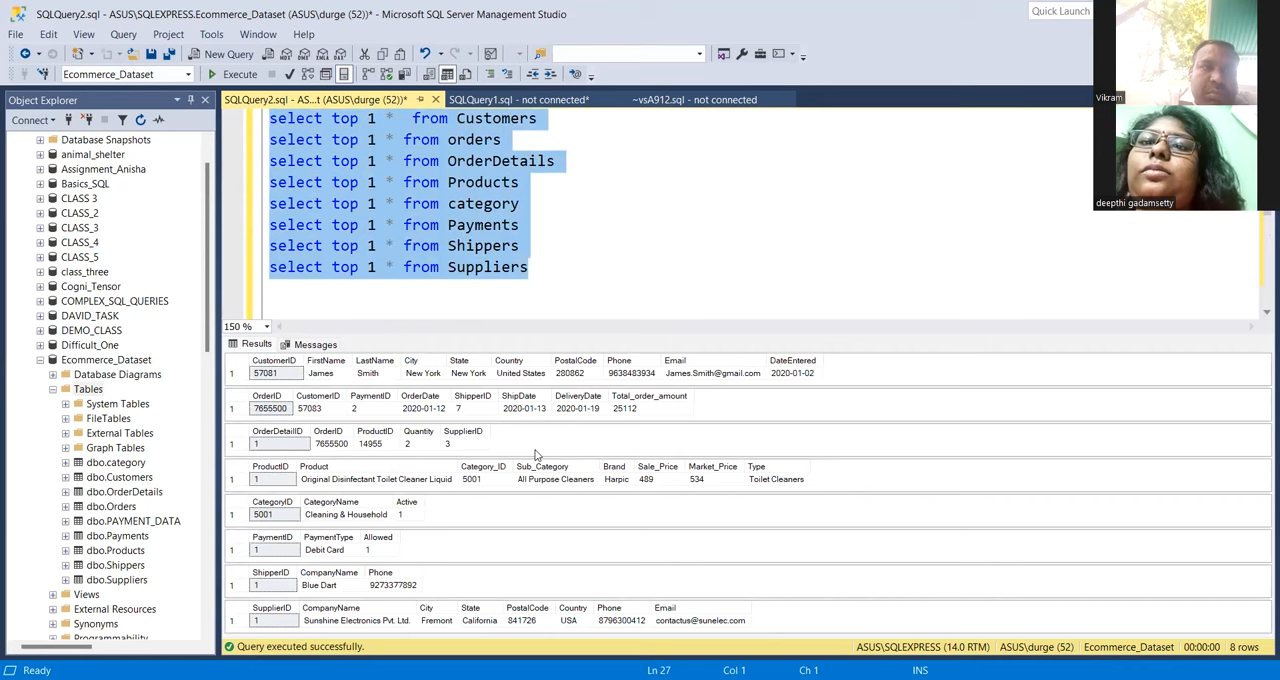 SQLQuery2.sql - ASUS\SQLEXPRESS.Ecommerce_Dataset (ASUS\durge (52))* - Microsoft SQL Server Management Studio
Quick Launch
File Edit View Query Project Tools Window Help
New Query
Ecommerce_Dataset Execute
Object Explorer
SQLQuery2.sql - AS...t (ASUS\durge (52))* SQLQuery1.sql - not connected* ~vsA912.sql - not connected
Vikram
deepthi gadamsetty
Connect
Database Snapshots
animal_shelter
Assignment_Anisha
Basics_SQL
CLASS 3
CLASS_2
CLASS_3
CLASS_4
CLASS_5
class_three
Cogni_Tensor
COMPLEX_SQL_QUERIES
DAVID_TASK
DEMO_CLASS
Difficult_One
Ecommerce_Dataset
Database Diagrams
Tables
System Tables
FileTables
External Tables
Graph Tables
dbo.category
dbo.Customers
dbo.OrderDetails
dbo.Orders
dbo.PAYMENT_DATA
dbo.Payments
dbo.Products
dbo.Shippers
dbo.Suppliers
Views
External Resources
Synonyms
Programmability
select top 1 * from Customers
select top 1 * from orders
select top 1 * from OrderDetails
select top 1 * from Products
select top 1 * from category
select top 1 * from Payments
select top 1 * from Shippers
select top 1 * from Suppliers
150 %
Results Messages
CustomerID FirstName LastName City State Country PostalCode Phone Email DateEntered
1 57081 James Smith New York New York United States 280862 9638483934 James.Smith@gmail.com 2020-01-02
OrderID CustomerID PaymentID OrderDate ShipperID ShipDate DeliveryDate Total_order_amount
1 7655500 57083 2 2020-01-12 7 2020-01-13 2020-01-19 25112
OrderDetailID OrderID ProductID Quantity SupplierID
1 1 7655500 14955 2 3
ProductID Product Category_ID Sub_Category Brand Sale_Price Market_Price Type
1 1 Original Disinfectant Toilet Cleaner Liquid 5001 All Purpose Cleaners Harpic 489 534 Toilet Cleaners
CategoryID CategoryName Active
1 5001 Cleaning & Household 1
PaymentID PaymentType Allowed
1 1 Debit Card 1
ShipperID CompanyName Phone
1 1 Blue Dart 9273377892
SupplierID CompanyName City State PostalCode Country Phone Email
1 1 Sunshine Electronics Pvt. Ltd. Fremont California 841726 USA 8796300412 contactus@sunelec.com
Query executed successfully. ASUS\SQLEXPRESS (14.0 RTM) ASUS\durge (52) Ecommerce_Dataset 00:00:00 8 rows
Ready Ln 27 Col 1 Ch 1 INS